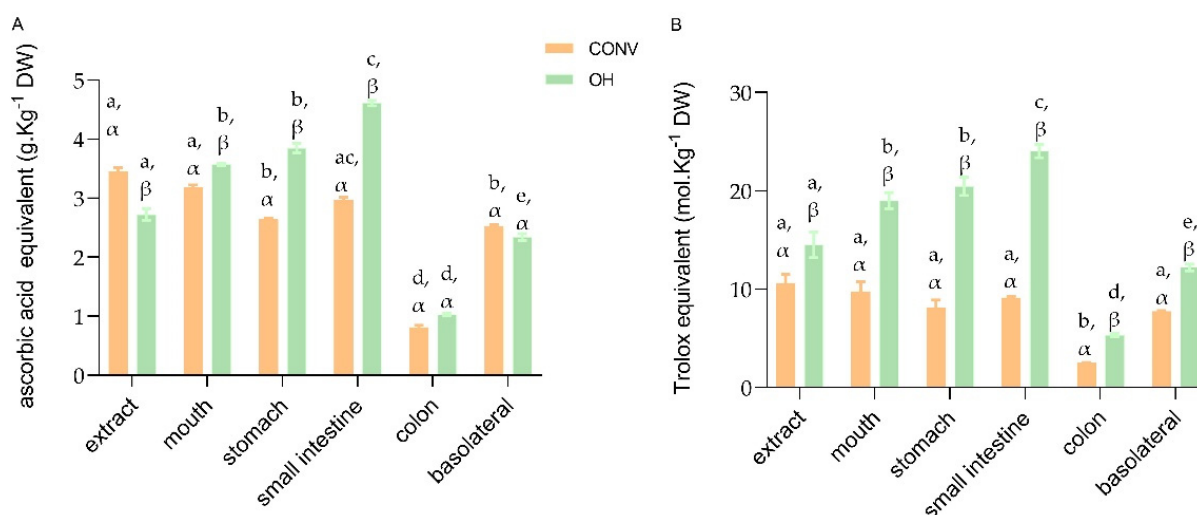 A
ascorbic acid equivalent (g.Kg⁻¹ DW)
5
4
3
2
1
0
a,
α
a,
β
a,
α
b,
β
b,
α
b,
β
ac,
α
c,
β
d,
α
d,
α
b,
α
e,
α
extract
mouth
stomach
small intestine
colon
basolateral
CONV
OH
B
Trolox equivalent (mol.Kg⁻¹ DW)
30
20
10
0
a,
α
a,
β
a,
α
b,
β
a,
α
b,
β
a,
α
c,
β
b,
α
d,
β
a,
α
e,
β
extract
mouth
stomach
small intestine
colon
basolateral